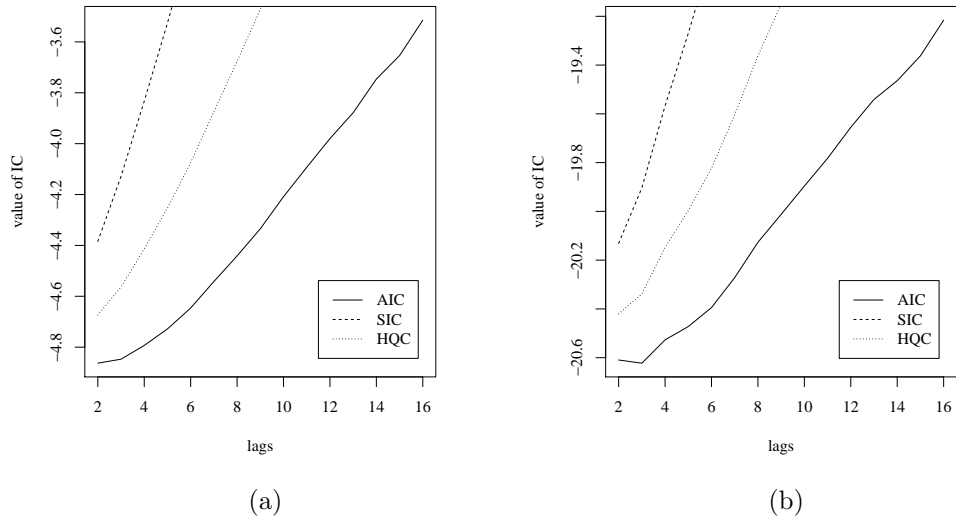 value of IC
−3.6
−3.8
−4.0
−4.2
−4.4
−4.6
−4.8
AIC
SIC
HQC
2 4 6 8 10 12 14 16
lags
(a)
value of IC
−19.4
−19.8
−20.2
−20.6
AIC
SIC
HQC
2 4 6 8 10 12 14 16
lags
(b)